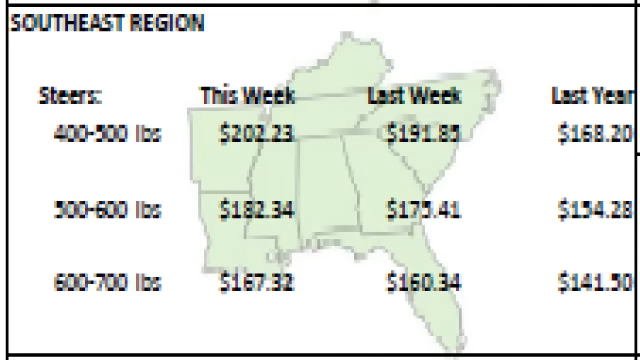 SOUTHEAST REGION
Steers: This Week Last Week Last Year
400-500 lbs $202.23 $191.85 $168.20
500-600 lbs $182.34 $175.41 $154.28
600-700 lbs $167.32 $160.34 $141.50